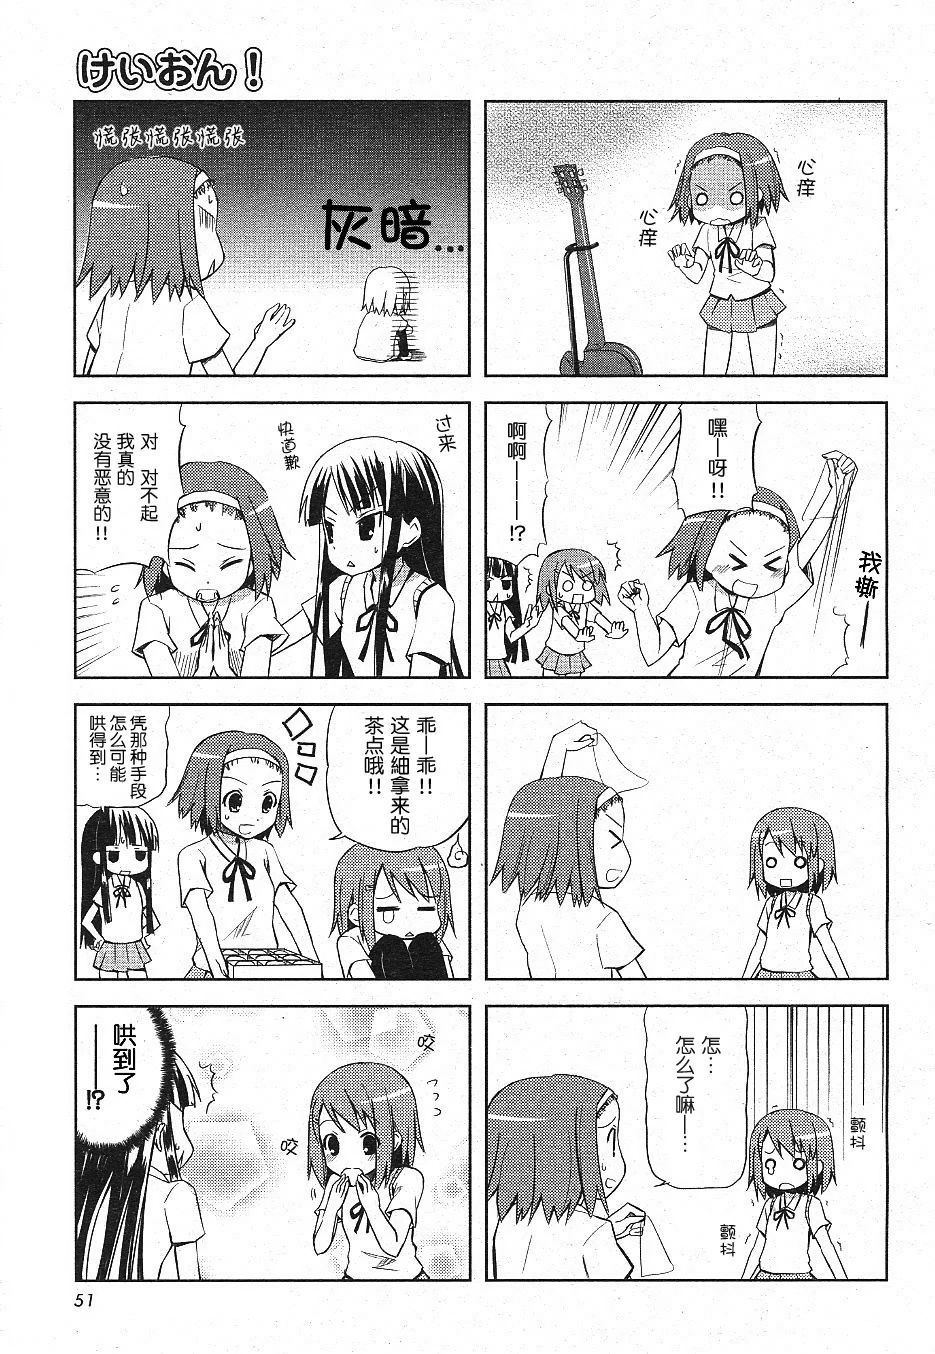 けいおん！
心痒
心痒
嘿—呀!!
我撕——
啊啊——!?
怎…
怎么了嘛—…
颤抖
颤抖
慌张慌张慌张
灰暗…
过来
快道歉
对 对不起
我真的
没有恶意的!!
乖—乖!!
这是紬拿来的
茶点哦!!
凭那种手段
怎么可能
哄得到…
咬
咬
哄到了
——!?
51